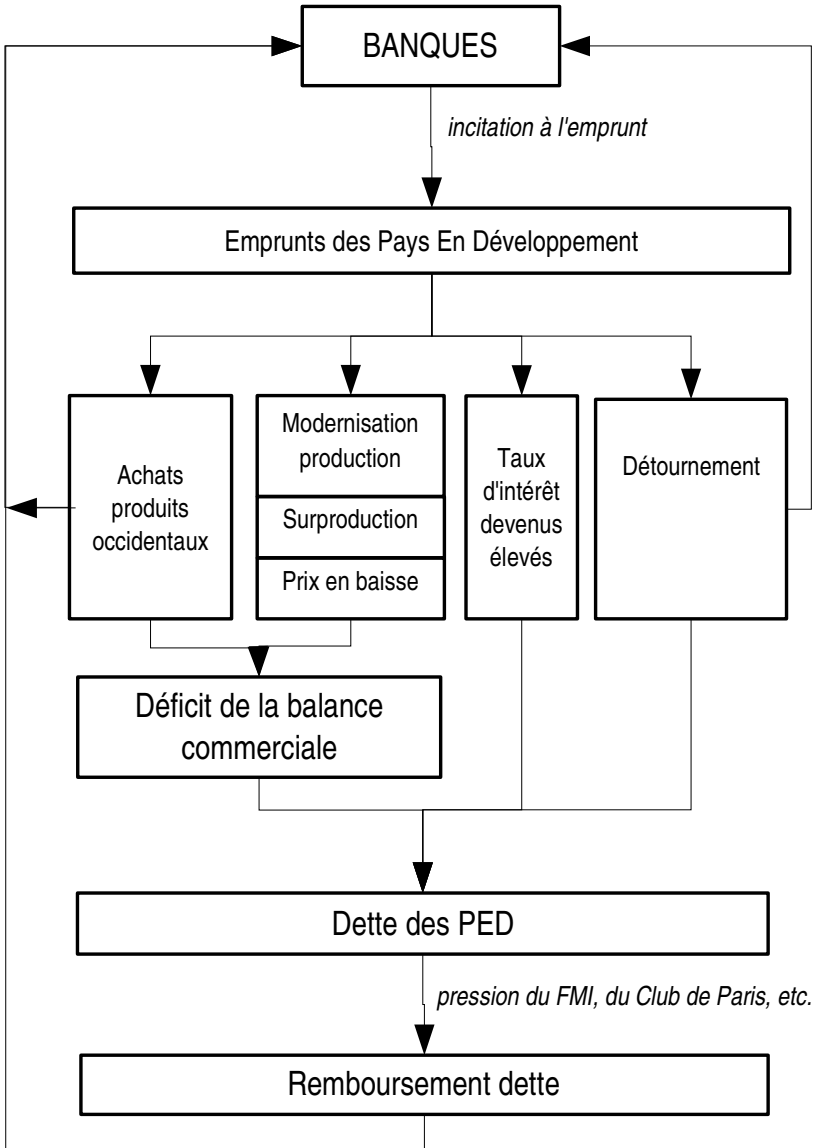 BANQUES
incitation à l'emprunt
Emprunts des Pays En Développement
Achats
produits
occidentaux
Modernisation
production
Surproduction
Prix en baisse
Taux
d'intérêt
devenus
élevés
Détournement
Déficit de la balance
commerciale
Dette des PED
pression du FMI, du Club de Paris, etc.
Remboursement dette